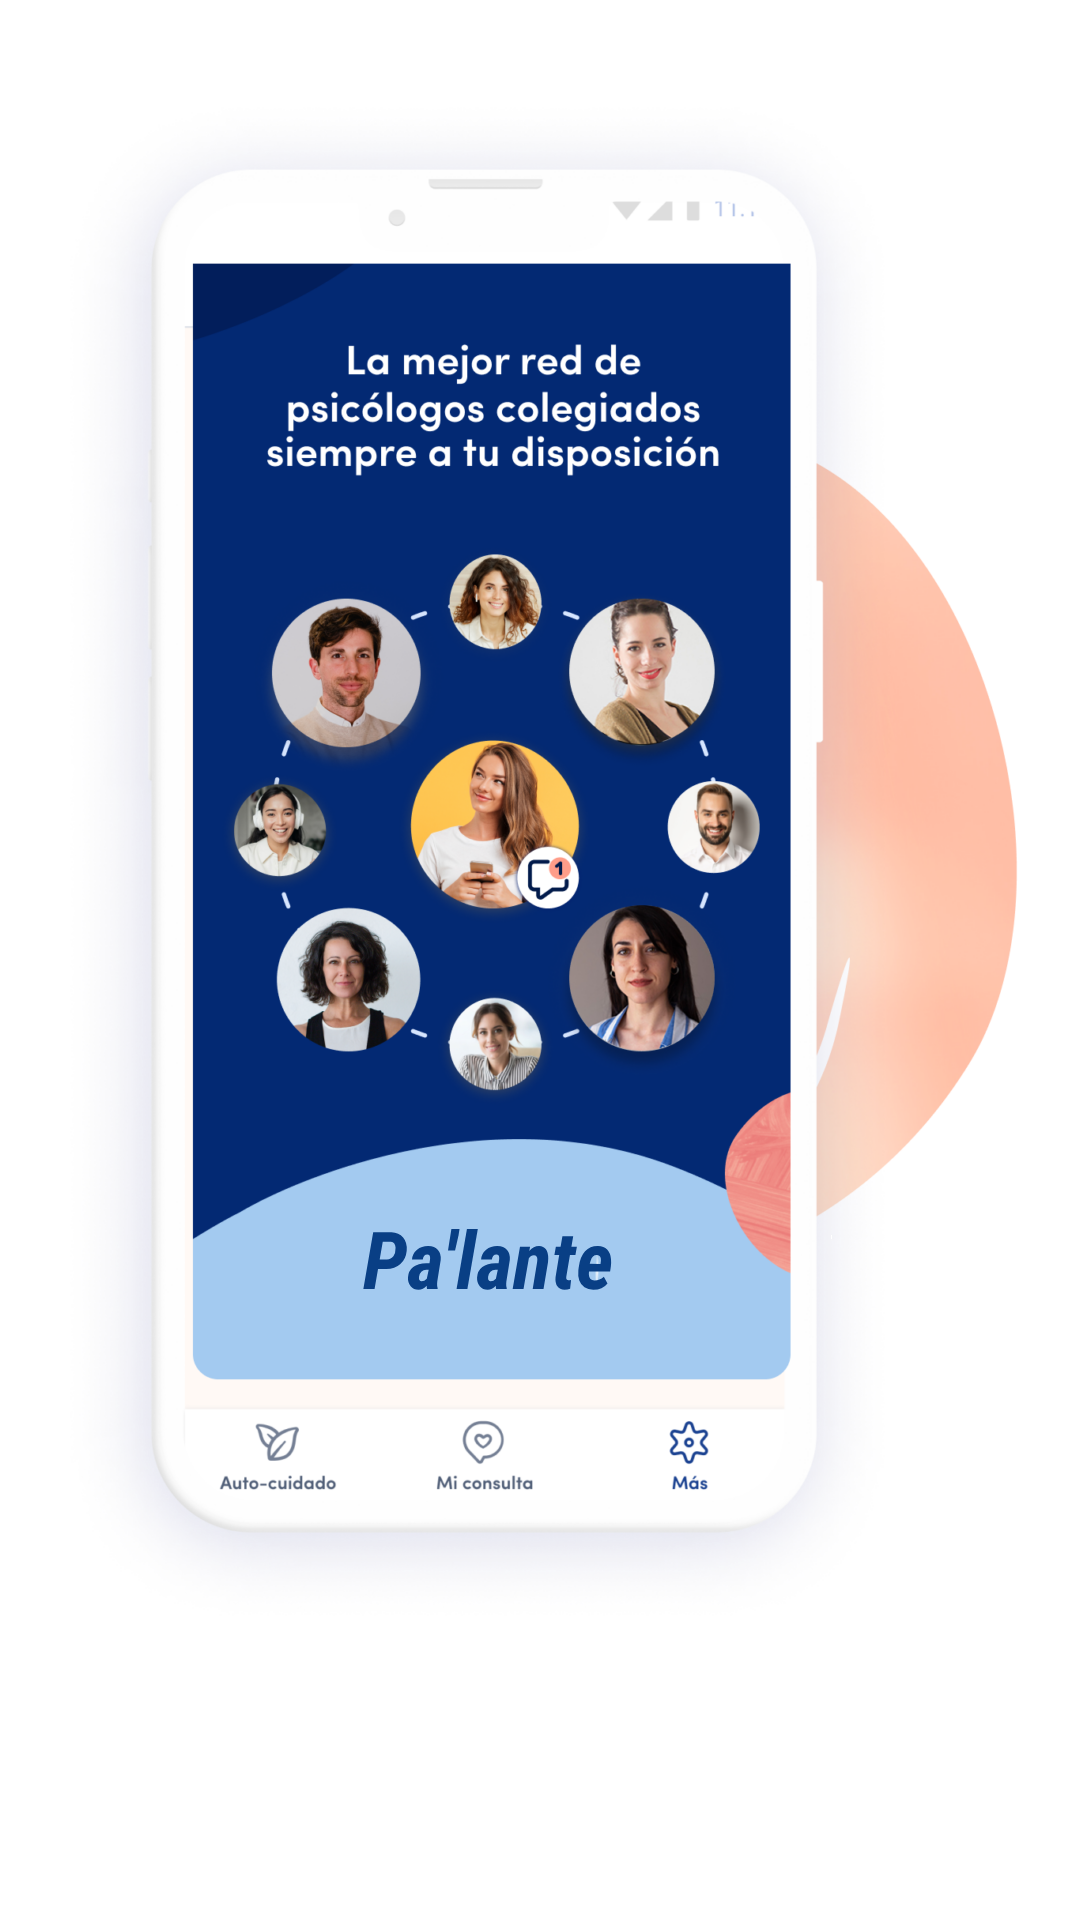 La mejor red de
psicólogos colegiados
siempre a tu disposición
1
Pa'lante
Auto-cuidado
Mi consulta
Más